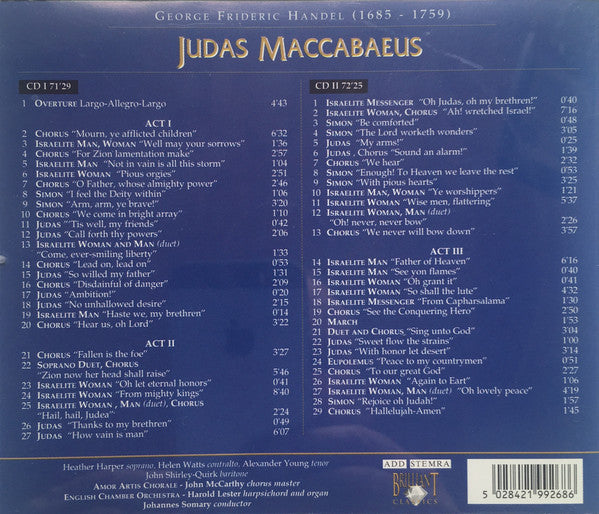 GEORGE FRIDERIC HANDEL (1685 - 1759)
JUDAS MACCABAEUS
CD I 71'29
1 OVERTURE Largo-Allegro-Largo 4'43
ACT I
2 CHORUS "Mourn, ye afflicted children" 6'32
3 ISRAELITE MAN, WOMAN "Well may your sorrows" 1'36
4 CHORUS "For Zion lamentation make" 2'57
5 ISRAELITE MAN "Not in vain is all this storm" 1'04
6 ISRAELITE WOMAN "Pious orgies" 2'51
7 CHORUS "O Father, whose almighty power" 2'46
8 SIMON "I feel the Deity within" 1'06
9 SIMON "Arm, arm, ye brave!" 3'20
10 CHORUS "We come in bright array" 1'10
11 JUDAS "'Tis well, my friends" 0'42
12 JUDAS "Call forth thy powers" 2'06
13 ISRAELITE WOMAN AND MAN (duet)
"Come, ever-smiling liberty" 1'33
14 CHORUS "Lead on, lead on" 0'53
15 JUDAS "So willed my father" 1'31
16 CHORUS "Disdainful of danger" 2'09
17 JUDAS "Ambition!" 0'20
18 JUDAS "No unhallowed desire" 2'15
19 ISRAELITE MAN "Haste we, my brethren" 0'14
20 CHORUS "Hear us, oh Lord" 3'22
ACT II
21 CHORUS "Fallen is the foe" 3'27
22 SOPRANO DUET, CHORUS
"Zion now her head shall raise" 5'46
23 ISRAELITE WOMAN "Oh let eternal honors" 0'41
24 ISRAELITE WOMAN "From mighty kings" 8'40
25 ISRAELITE WOMAN , MAN (duet), CHORUS
"Hail, hail, Judea" 2'24
26 JUDAS "Thanks to my brethren" 0'49
27 JUDAS "How vain is man" 6'07
CD II 72'25
1 ISRAELITE MESSENGER "Oh Judas, oh my brethren!" 0'40
2 ISRAELITE WOMAN, CHORUS "Ah! wretched Israel!" 7'16
3 SIMON "Be comforted" 0'48
4 SIMON "The Lord worketh wonders" 3'05
5 JUDAS "My arms!" 0'25
6 JUDAS , Chorus "Sound an alarm!" 1'39
7 CHORUS "We hear" 2'32
8 SIMON "Enough! To Heaven we leave the rest" 0'53
9 SIMON "With pious hearts" 3'25
10 ISRAELITE MAN, WOMAN "Ye worshippers" 1'21
11 ISRAELITE WOMAN "Wise men, flattering" 5'37
12 ISRAELITE WOMAN, MAN (duet)
"Oh! never, never bow" 2'26
13 CHORUS "We never will bow down" 3'57
ACT III
14 ISRAELITE MAN "Father of Heaven" 6'16
15 ISRAELITE MAN "See yon flames" 0'40
16 ISRAELITE WOMAN "Oh grant it" 0'41
17 ISRAELITE WOMAN "So shall the lute" 4'32
18 ISRAELITE MESSENGER "From Capharsalama" 1'30
19 CHORUS "See the Conquering Hero" 2'50
20 MARCH 1'53
21 DUET AND CHORUS "Sing unto God" 3'04
22 JUDAS "Sweet flow the strains" 1'00
23 JUDAS "With honor let desert" 3'14
24 EUPOLEMUS "Peace to my countrymen" 0'51
25 CHORUS "To our great God" 2'27
26 ISRAELITE WOMAN "Again to Eart" 1'06
27 ISRAELITE WOMAN, MAN (duet) "Oh lovely peace" 4'19
28 SIMON "Rejoice oh Judah!" 1'57
29 CHORUS "Hallelujah-Amen" 1'45
Heather Harper soprano, Helen Watts contralto, Alexander Young tenor
John Shirley-Quirk baritone
AMOR ARTIS CHORALE - John McCarthy chorus master
ENGLISH CHAMBER ORCHESTRA - Harold Lester harpsichord and organ
Johannes Somary conductor
ADD STEMRA
BRILLIANT
CLASSICS
5 028421 992686